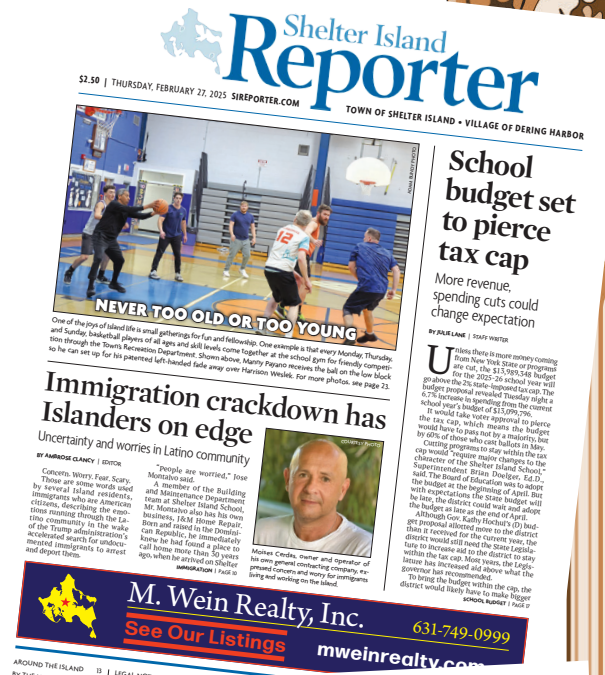 Shelter Island
Reporter
$2.50 | THURSDAY, FEBRUARY 27, 2025 SIREPORTER.COM
TOWN OF SHELTER ISLAND • VILLAGE OF DERING HARBOR
12
NEVER TOO OLD OR TOO YOUNG
One of the joys of Island life is small gatherings for fun and fellowship. One example is that every Monday, Thursday,
and Sunday, basketball players of all ages and skill levels come together at the school gym for friendly competi-
tion through the Town's Recreation Department. Shown above, Manny Payano receives the ball on the low block
so he can set up for his patented left-handed fade away over Harrison Weslek. For more photos, see page 23.
School
budget set
to pierce
tax cap
More revenue,
spending cuts could
change expectation
BY JULIE LANE | STAFF WRITER
Unless there is more money coming
from New York State or programs
are cut, the $13,989,348 budget
for the 2025-26 school year will
go above the 2% state-imposed tax cap. The
budget proposal revealed Tuesday night a
6.7% increase in spending from the current
school year's budget of $13,099,796.
It would take voter approval to pierce
the tax cap, which means the budget
would have to pass not by a majority, but
by 60% of those who cast ballots in May.
Cutting programs to stay within the tax
cap would "require major changes to the
character of the Shelter Island School,"
Superintendent Brian Doelger, Ed.D.,
said. The Board of Education was to adopt
the budget at the beginning of April. But
with expectations the State budget will
be late, the district could wait and adopt
the budget as late as the end of April.
Although Gov. Kathy Hochul's (D) bud-
get proposal allotted more to the district
than it received for the current year, the
district would still need the State Legisla-
ture to increase aid to the district to stay
within the tax cap. Most years, the Legis-
lature has increased aid above what the
governor has recommended.
To bring the budget within the cap, the
district would likely have to make bigger
SCHOOL BUDGET | PAGE 17
Immigration crackdown has
Islanders on edge
Uncertainty and worries in Latino community
BY AMBROSE CLANCY | EDITOR
Concern. Worry. Fear. Scary.
Those are some words used
by several Island residents,
immigrants who are American
citizens, describing the emo-
tions running through the La-
tino community in the wake
of the Trump administration's
accelerated search for undocu-
mented immigrants to arrest
and deport them.
"People are worried," Jose
Montalvo said.
A member of the Building
and Maintenance Department
team at Shelter Island School,
Mr. Montalvo also has his own
business, J&M Home Repair.
Born and raised in the Domini-
can Republic, he immediately
knew he had found a place to
call home more than 30 years
ago, when he arrived on Shelter
IMMIGRATION | PAGE 10
COURTESY PHOTO
Moises Cerdas, owner and operator of
his own general contracting company, ex-
pressed concern and worry for immigrants
living and working on the Island.
M. Wein Realty, Inc.
See Our Listings
631-749-0999
mweinrealty.com
AROUND THE ISLAND 13 | LEGAL